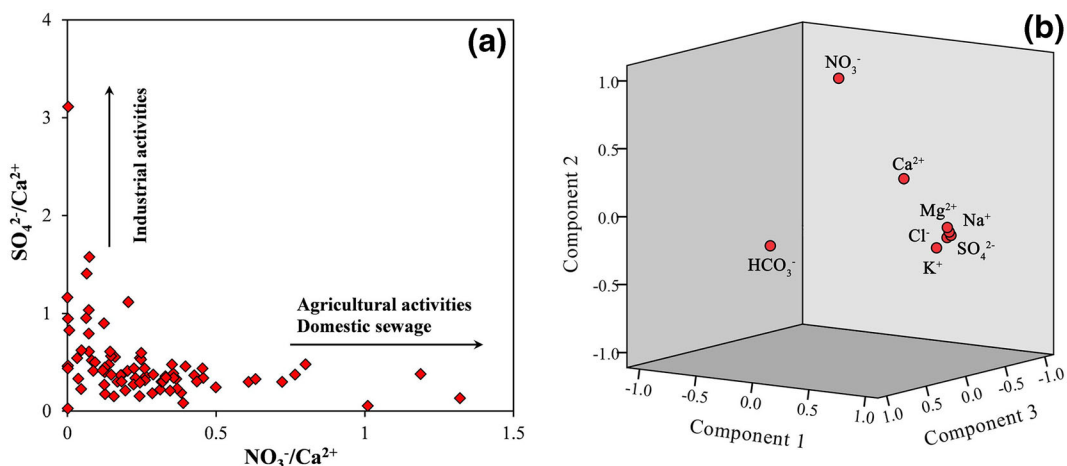 (a)
4
3
2
1
0
0
0.5
1
1.5
SO₄²⁻/Ca²⁺
NO₃⁻/Ca²⁺
Industrial activities
Agricultural activities
Domestic sewage
(b)
1.0
0.5
0.0
-0.5
-1.0
Component 2
NO₃⁻
Ca²⁺
Mg²⁺
Na⁺
Cl⁻
SO₄²⁻
K⁺
HCO₃⁻
-1.0
-0.5
0.0
0.5
1.0
Component 1
1.0
0.5
0.0
-0.5
-1.0
Component 3